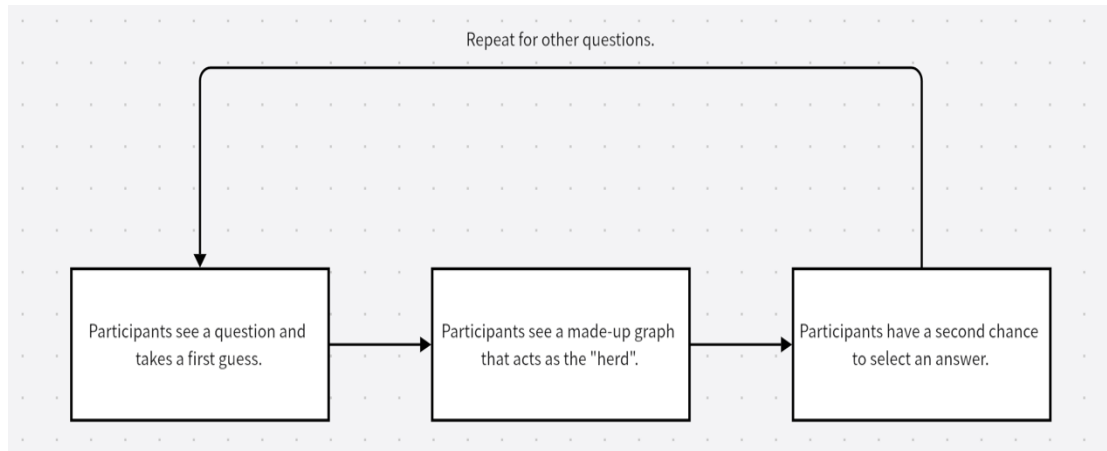 Repeat for other questions.
Participants see a question and
takes a first guess.
Participants see a made-up graph
that acts as the "herd".
Participants have a second chance
to select an answer.